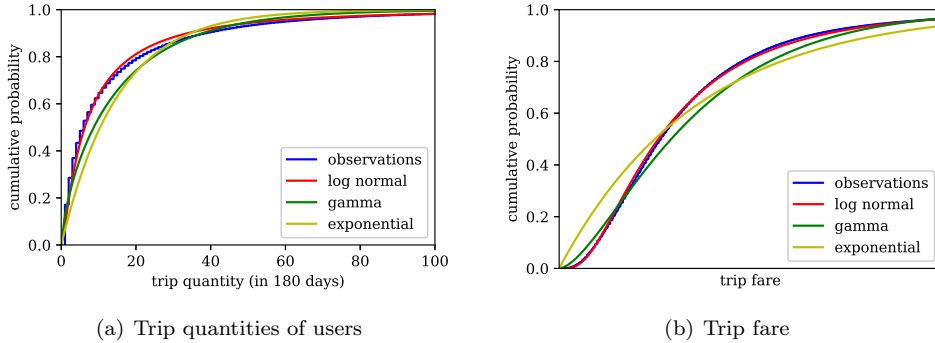 1.0
0.8
0.6
0.4
0.2
0.0
cumulative probability
observations
log normal
gamma
exponential
0 20 40 60 80 100
trip quantity (in 180 days)
(a) Trip quantities of users
1.0
0.8
0.6
0.4
0.2
0.0
cumulative probability
observations
log normal
gamma
exponential
trip fare
(b) Trip fare